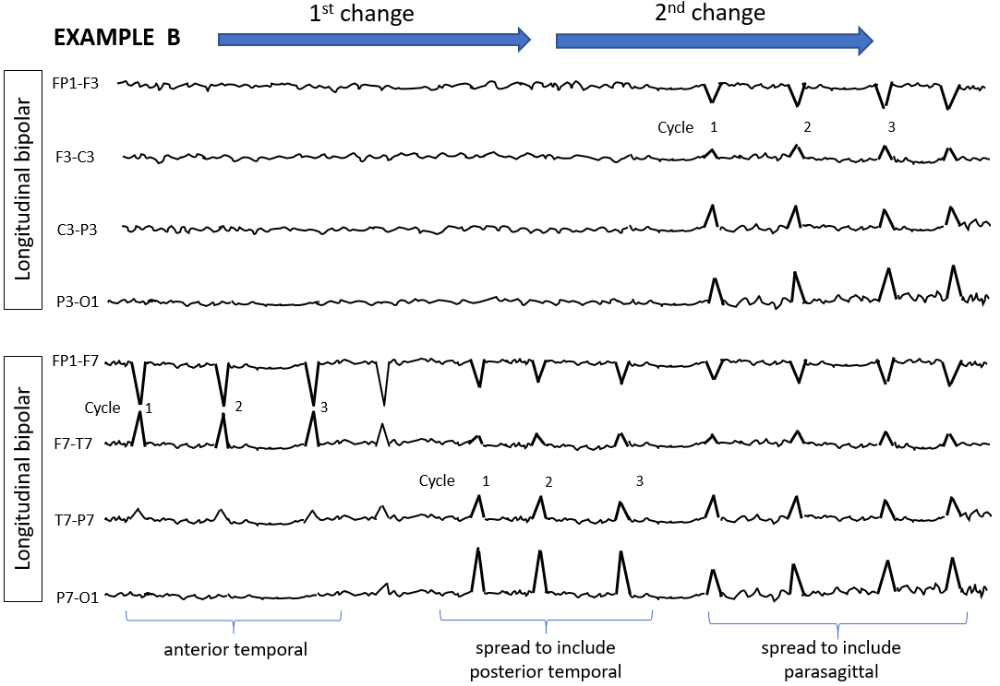 1st change
2nd change
EXAMPLE B
Longitudinal bipolar
FP1-F3
Cycle 1 2 3
F3-C3
C3-P3
P3-O1
Longitudinal bipolar
FP1-F7
Cycle 1 2 3
F7-T7
Cycle 1 2 3
T7-P7
P7-O1
anterior temporal
spread to include
posterior temporal
spread to include
parasagittal